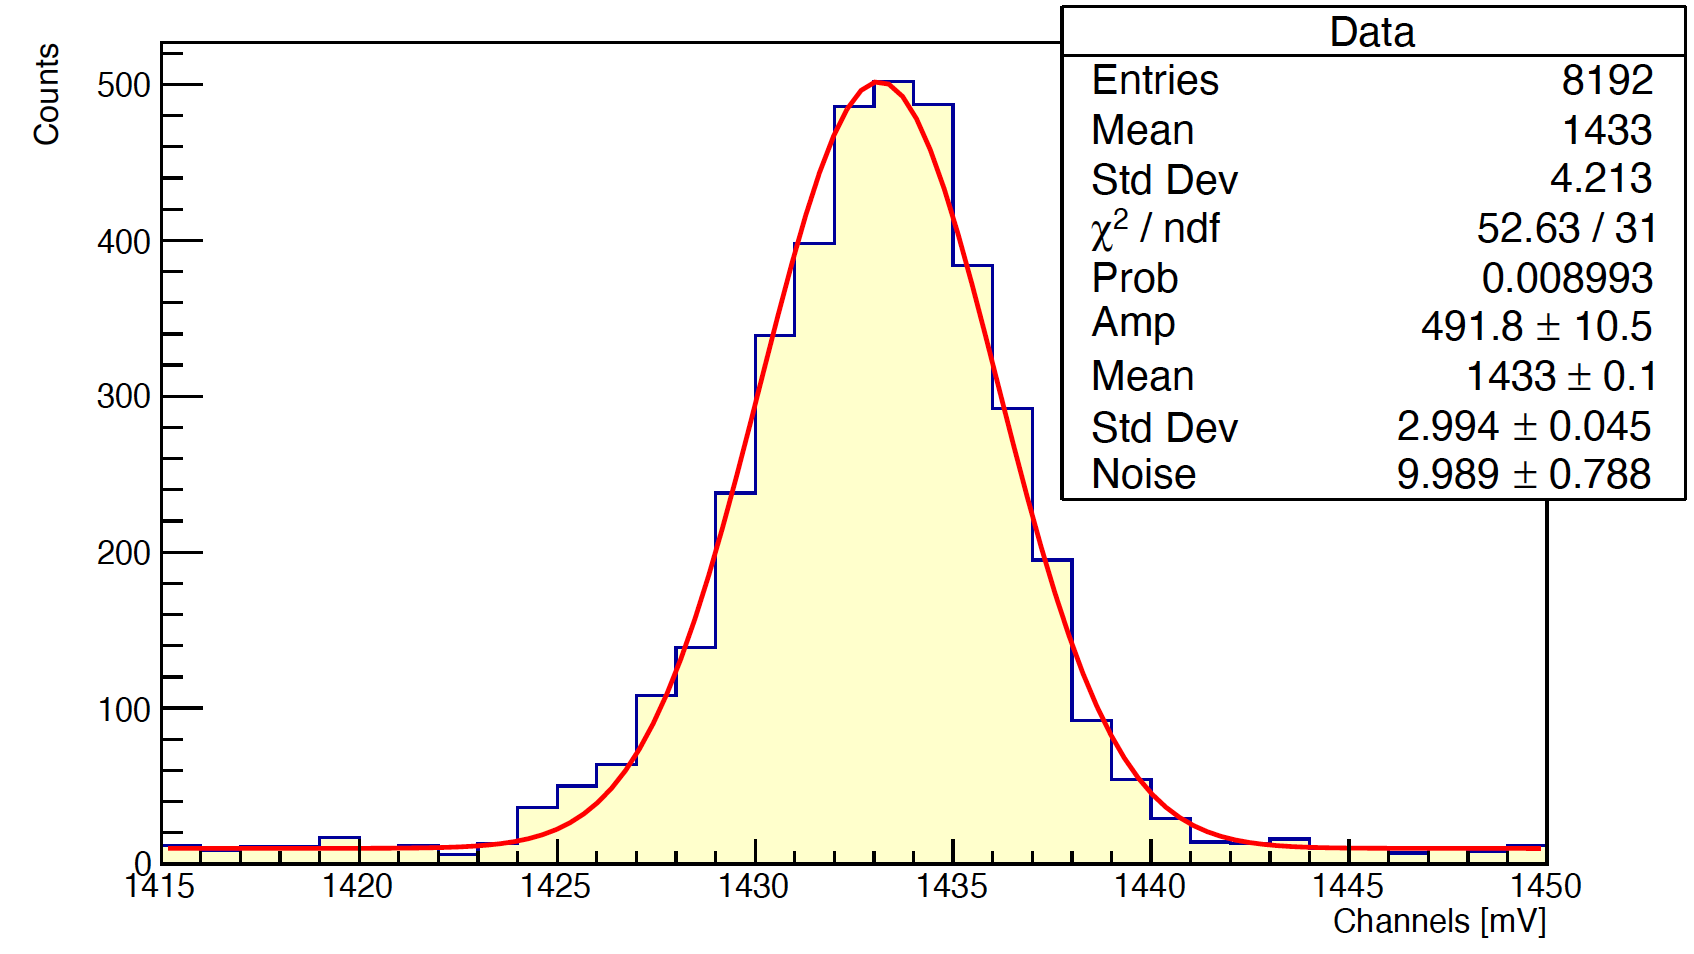 Counts
500
400
300
200
100
0
1415 1420 1425 1430 1435 1440 1445 1450
Channels [mV]
Data
Entries 8192
Mean 1433
Std Dev 4.213
χ² / ndf 52.63 / 31
Prob 0.008993
Amp 491.8 ± 10.5
Mean 1433 ± 0.1
Std Dev 2.994 ± 0.045
Noise 9.989 ± 0.788